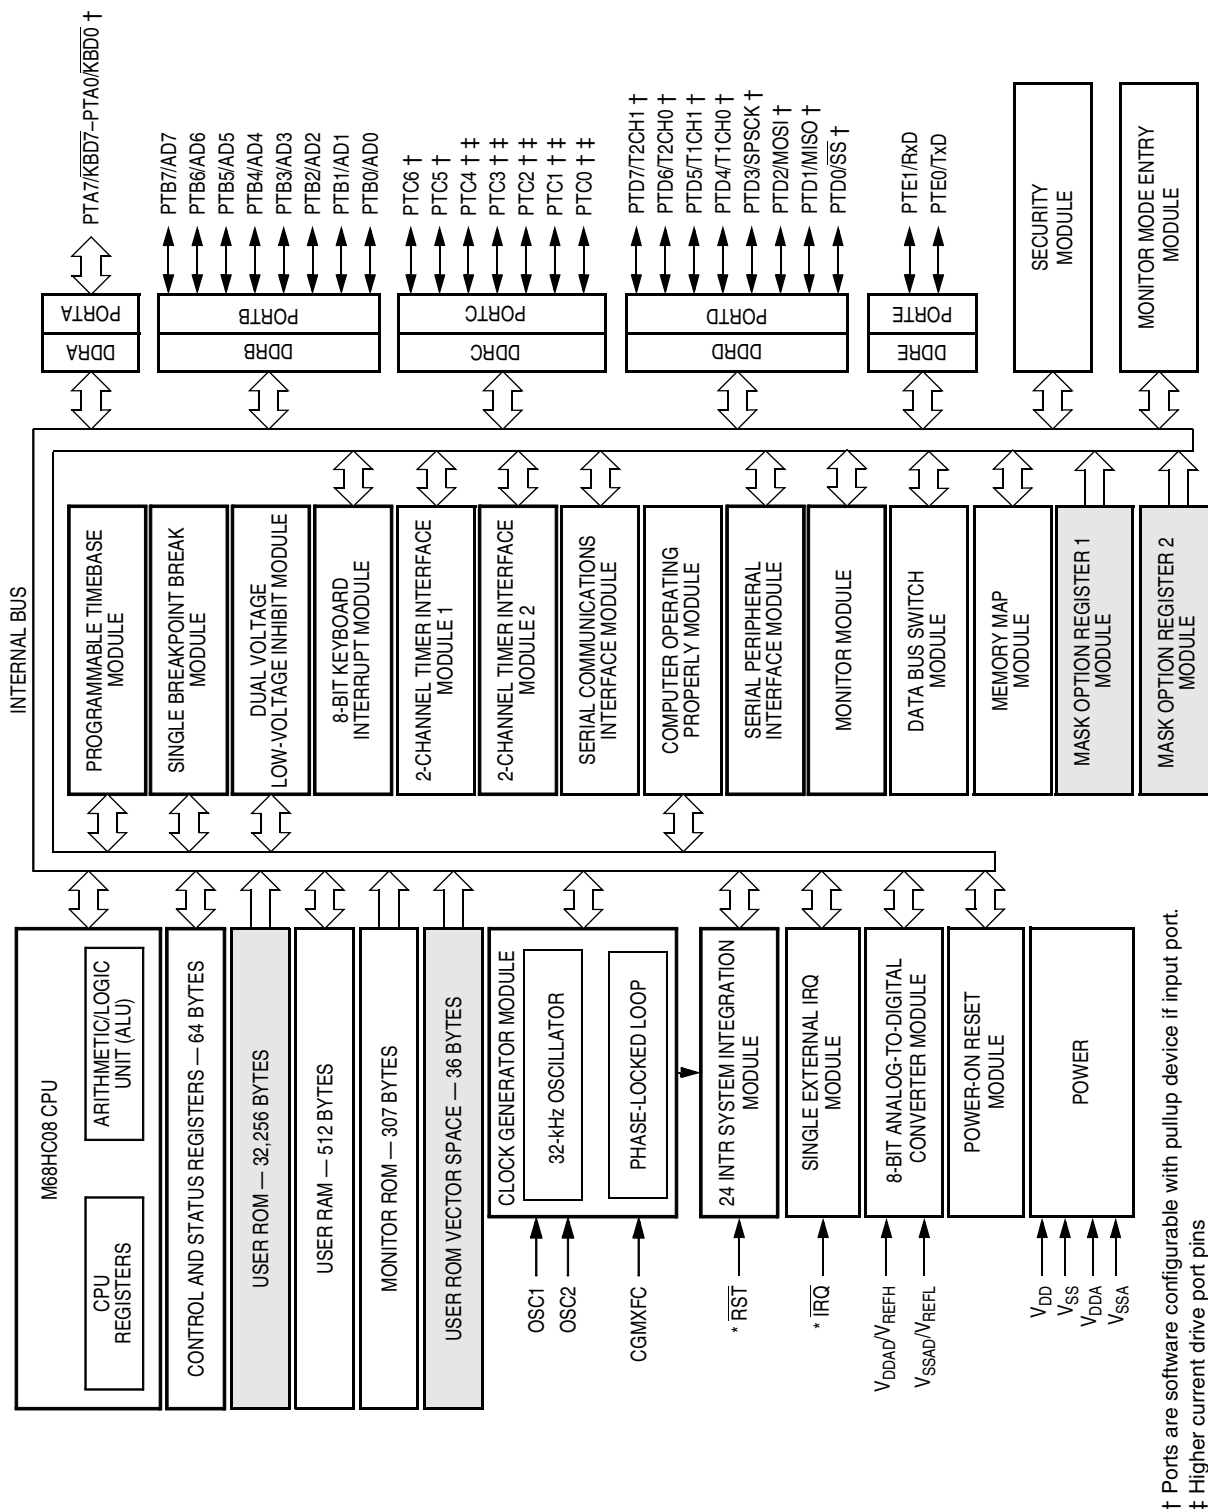 INTERNAL BUS
M68HC08 CPU
CPU
REGISTERS
ARITHMETIC/LOGIC
UNIT (ALU)
CONTROL AND STATUS REGISTERS — 64 BYTES
USER ROM — 32,256 BYTES
USER RAM — 512 BYTES
MONITOR ROM — 307 BYTES
USER ROM VECTOR SPACE — 36 BYTES
CLOCK GENERATOR MODULE
32-kHz OSCILLATOR
PHASE-LOCKED LOOP
OSC1
OSC2
CGMXFC
24 INTR SYSTEM INTEGRATION
MODULE
* RST
SINGLE EXTERNAL IRQ
MODULE
* IRQ
8-BIT ANALOG-TO-DIGITAL
CONVERTER MODULE
VDDAD/VREFH
VSSAD/VREFL
POWER-ON RESET
MODULE
POWER
VDD
VSS
VDDA
VSSA
PROGRAMMABLE TIMEBASE
MODULE
SINGLE BREAKPOINT BREAK
MODULE
DUAL VOLTAGE
LOW-VOLTAGE INHIBIT MODULE
8-BIT KEYBOARD
INTERRUPT MODULE
2-CHANNEL TIMER INTERFACE
MODULE 1
2-CHANNEL TIMER INTERFACE
MODULE 2
SERIAL COMMUNICATIONS
INTERFACE MODULE
COMPUTER OPERATING
PROPERLY MODULE
SERIAL PERIPHERAL
INTERFACE MODULE
MONITOR MODULE
DATA BUS SWITCH
MODULE
MEMORY MAP
MODULE
MASK OPTION REGISTER 1
MODULE
MASK OPTION REGISTER 2
MODULE
DDRA
PORTA
PTA7/KBD7–PTA0/KBD0 †
DDRB
PORTB
PTB7/AD7
PTB6/AD6
PTB5/AD5
PTB4/AD4
PTB3/AD3
PTB2/AD2
PTB1/AD1
PTB0/AD0
DDRC
PORTC
PTC6 †
PTC5 †
PTC4 † ‡
PTC3 † ‡
PTC2 † ‡
PTC1 † ‡
PTC0 † ‡
DDRD
PORTD
PTD7/T2CH1 †
PTD6/T2CH0 †
PTD5/T1CH1 †
PTD4/T1CH0 †
PTD3/SPSCK †
PTD2/MOSI †
PTD1/MISO †
PTD0/SS †
DDRE
PORTE
PTE1/RxD
PTE0/TxD
SECURITY
MODULE
MONITOR MODE ENTRY
MODULE
† Ports are software configurable with pullup device if input port.
‡ Higher current drive port pins